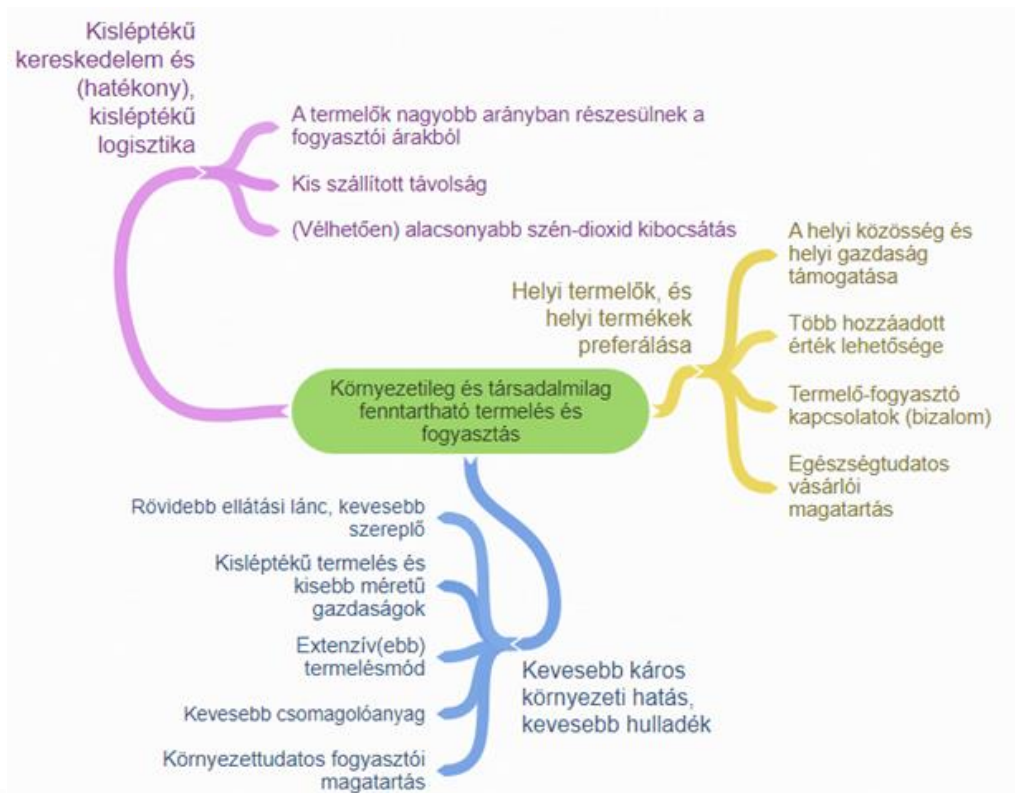 Kisléptékű
kereskedelem és
(hatékony),
kisléptékű
logisztika
A termelők nagyobb arányban részesülnek a
fogyasztói árakból
Kis szállított távolság
(Vélhetően) alacsonyabb szén-dioxid kibocsátás
Helyi termelők, és
helyi termékek
preferálása
A helyi közösség és
helyi gazdaság
támogatása
Több hozzáadott
érték lehetősége
Termelő-fogyasztó
kapcsolatok (bizalom)
Egészségtudatos
vásárlói
magatartás
Környezetileg és társadalmilag
fenntartható termelés és
fogyasztás
Rövidebb ellátási lánc, kevesebb
szereplő
Kisléptékű termelés és
kisebb méretű
gazdaságok
Extenzív(ebb)
termelésmód
Kevesebb csomagolóanyag
Környezettudatos fogyasztói
magatartás
Kevesebb káros
környezeti hatás,
kevesebb hulladék